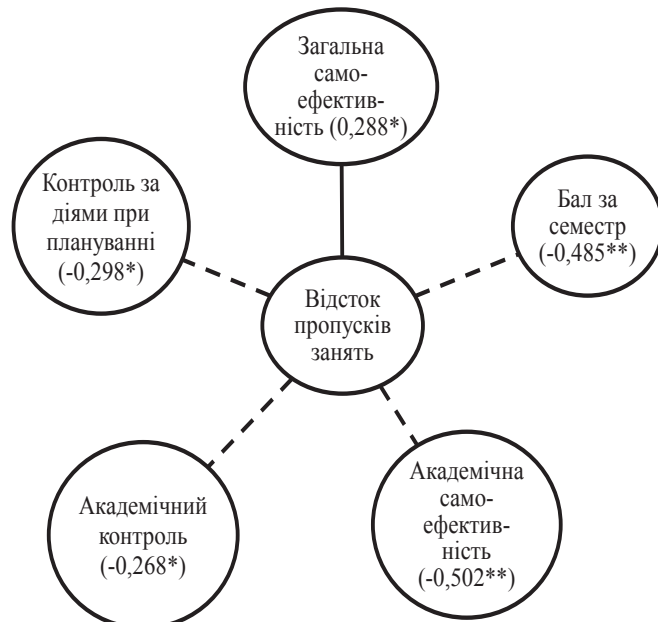 Загальна
само-
ефектив-
ність (0,288*)
Контроль за
діями при
плануванні
(-0,298*)
Бал за
семестр
(-0,485**)
Відсток
пропусків
занять
Академічний
контроль
(-0,268*)
Академічна
само-
ефектив-
ність
(-0,502**)